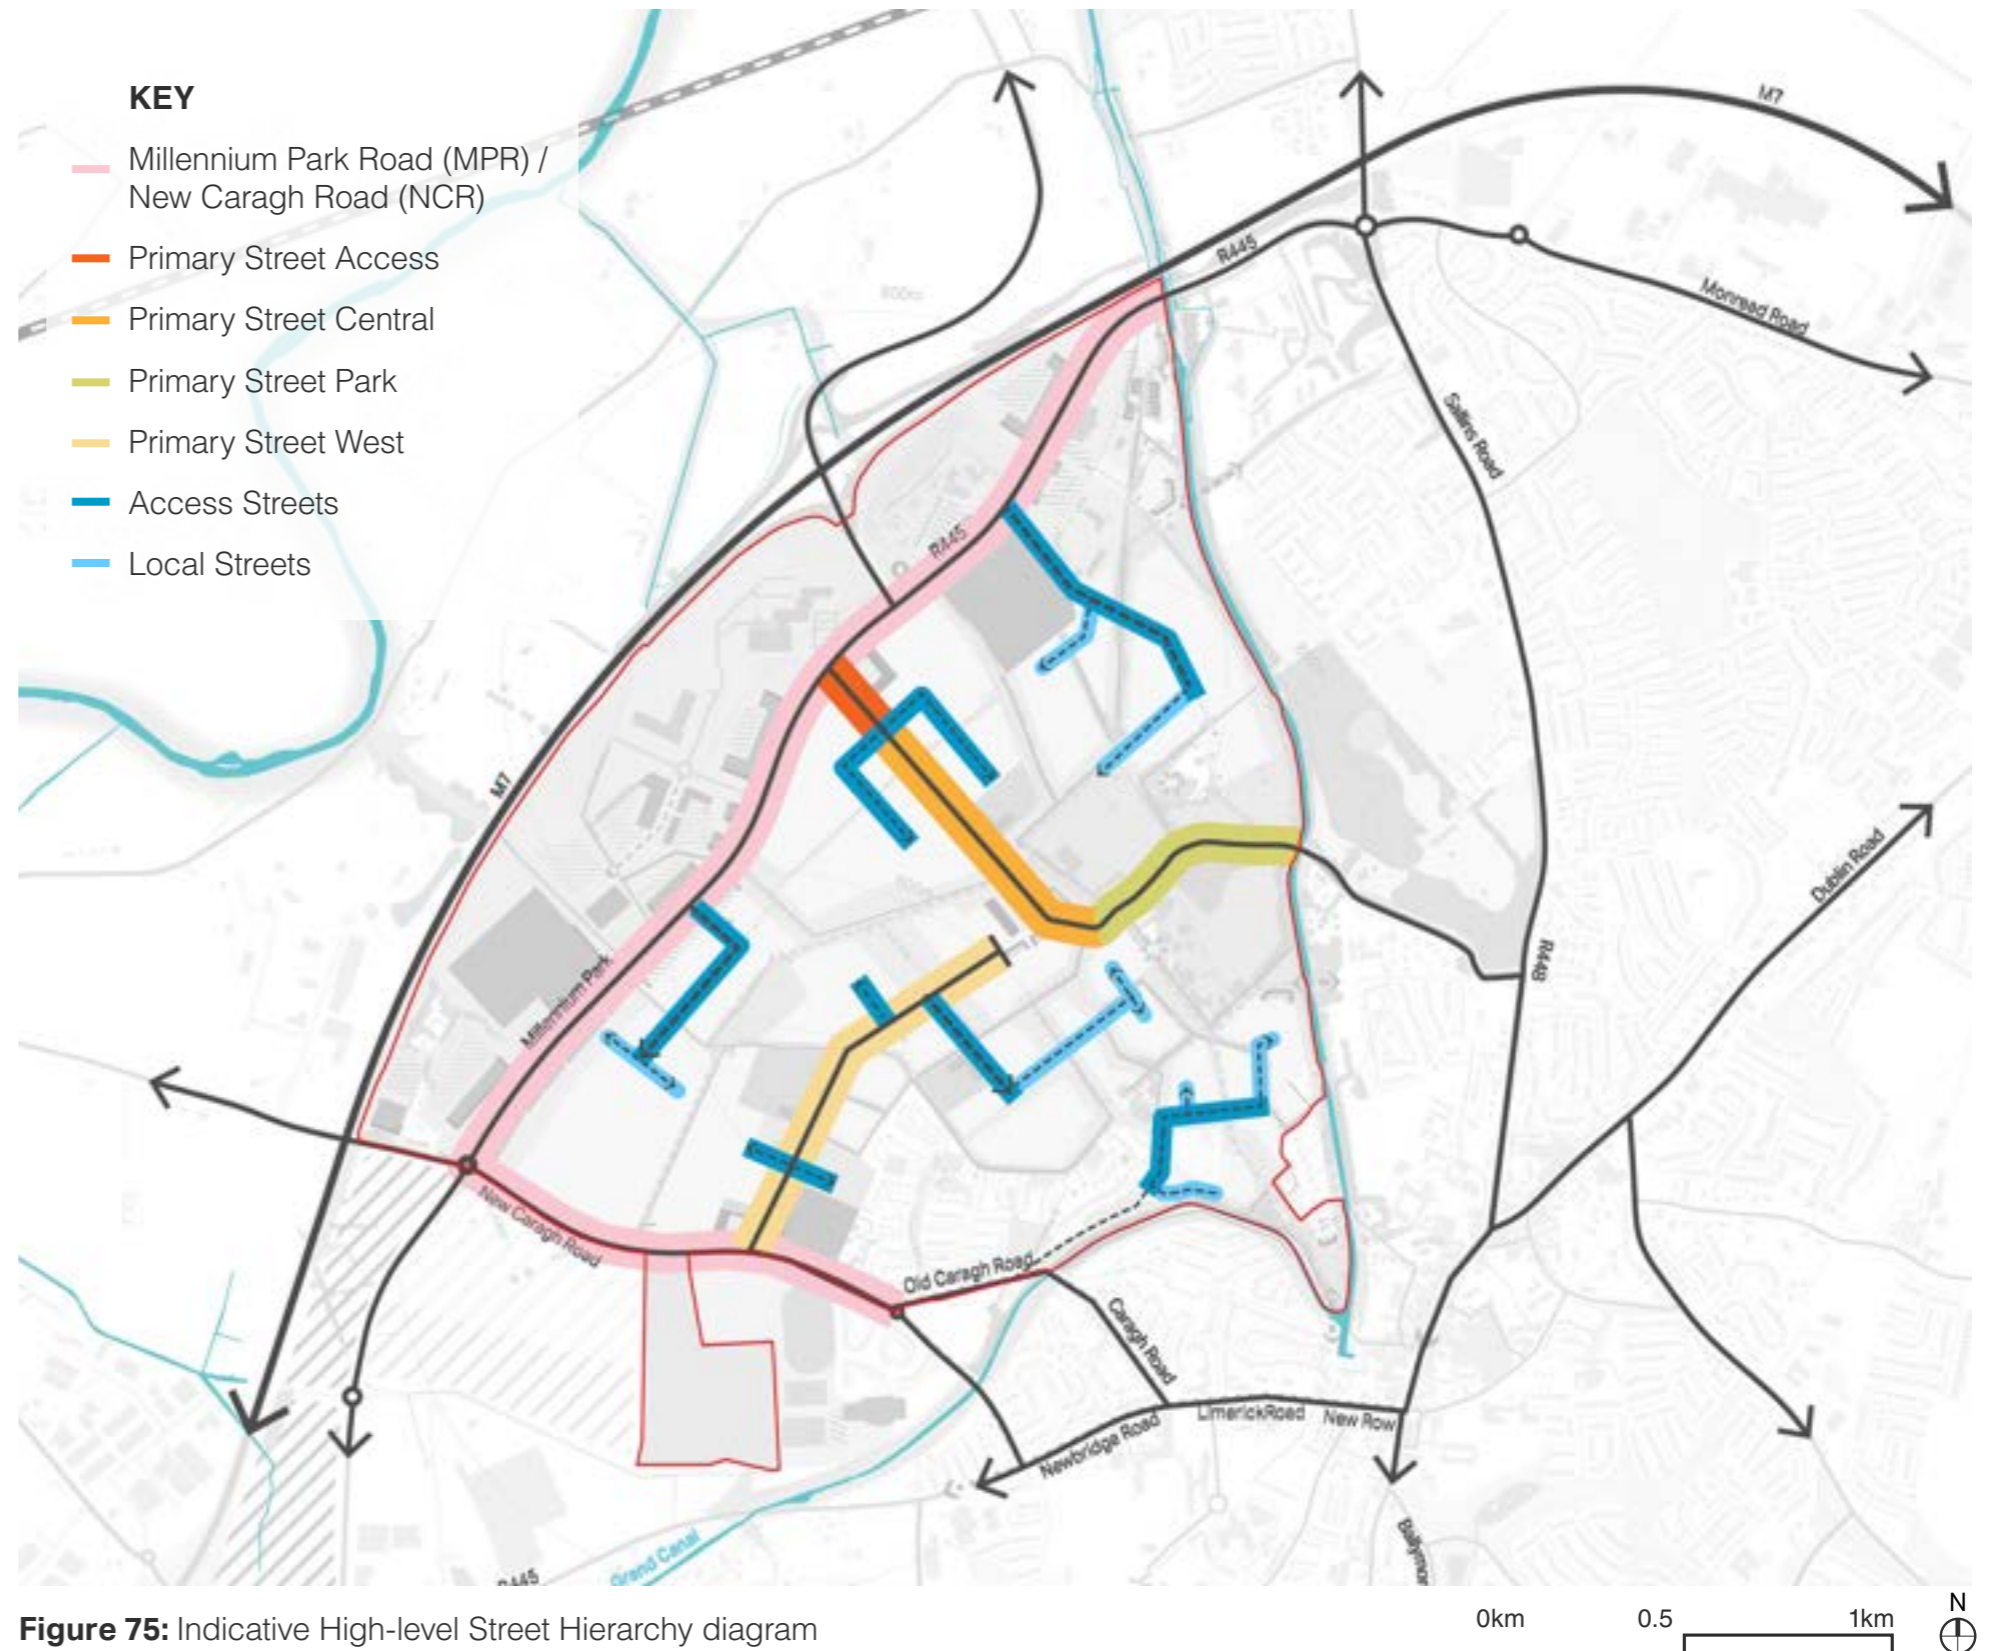 KEY
Millennium Park Road (MPR) /
New Caragh Road (NCR)
Primary Street Access
Primary Street Central
Primary Street Park
Primary Street West
Access Streets
Local Streets
M7
R445
Monread Road
800m
Sallins Road
R445
M7
Dublin Road
R448
Millennium Park
New Caragh Road
Old Caragh Road
Caragh Road
Limerick Road
New Row
Newbridge Road
Grand Canal
R445
Figure 75: Indicative High-level Street Hierarchy diagram
0km 0.5 1km
N